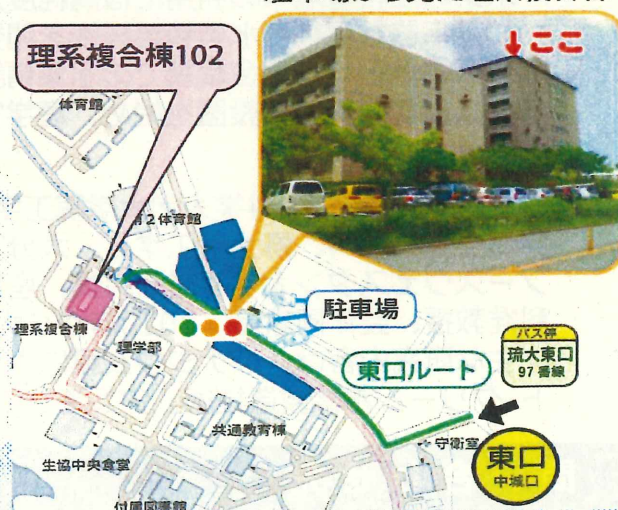 ↓ここ
理系複合棟102
体育館
第2体育館
駐車場
理系複合棟
理学部
バス停
琉大東口
97番線
東口ルート
共通教育棟
守衛室
東口
中城口
生協中央食堂
付属図書館